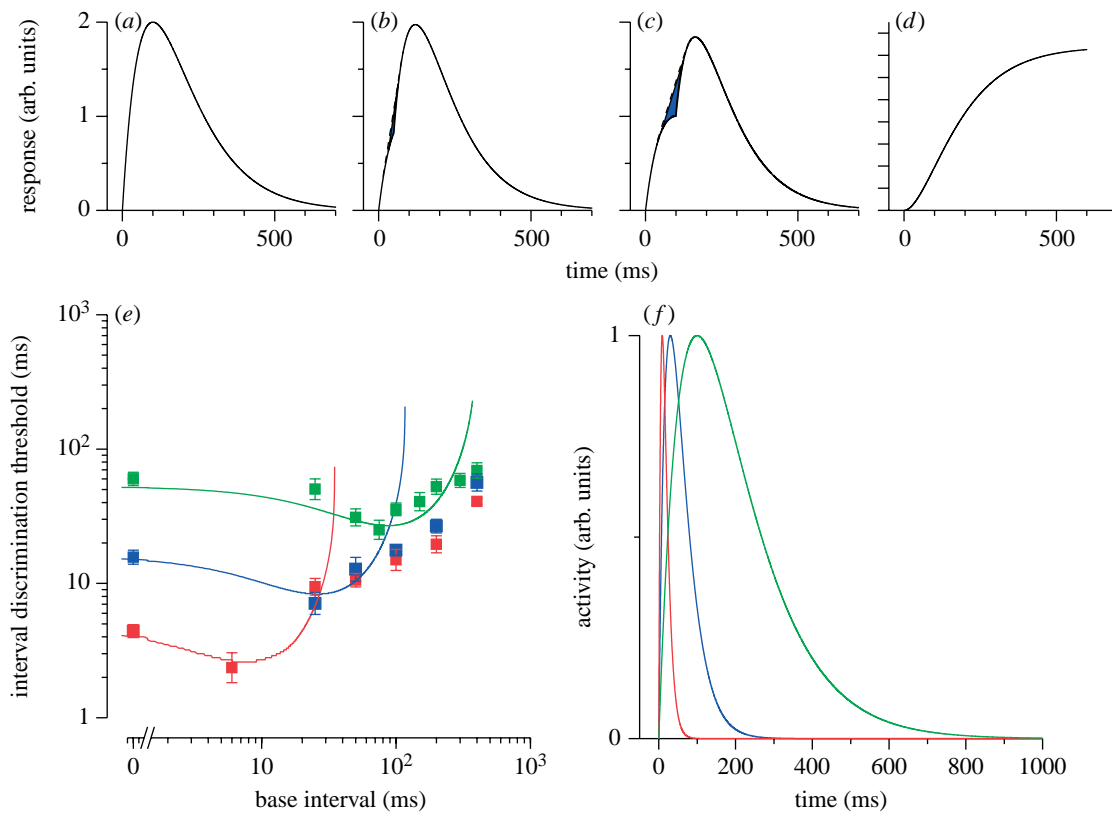 (a) (b) (c) (d)
response (arb. units)
2
1
0
0 500 0 500 0 500 0 500
time (ms)
(e)
interval discrimination threshold (ms)
10³
10²
10
1
0 10 10² 10³
base interval (ms)
(f)
activity (arb. units)
1
0
0 200 400 600 800 1000
time (ms)